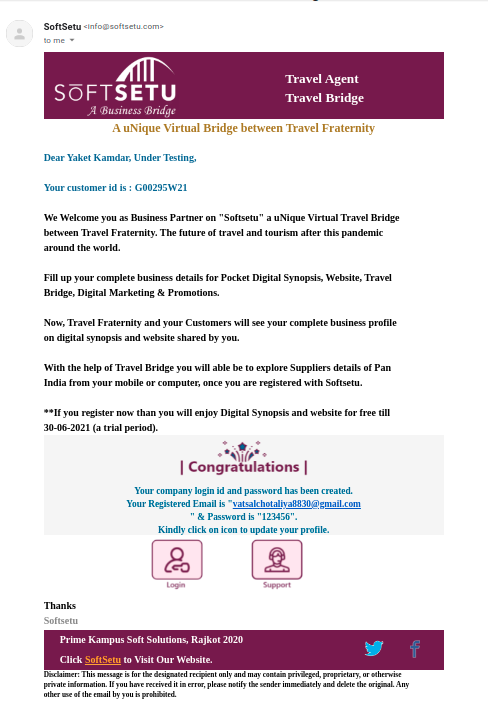 SoftSetu <info@softsetu.com>
to me
SOFTSETU
A Business Bridge
Travel Agent
Travel Bridge
A uNique Virtual Bridge between Travel Fraternity
Dear Yaket Kamdar, Under Testing,
Your customer id is : G00295W21
We Welcome you as Business Partner on "Softsetu" a uNique Virtual Travel Bridge
between Travel Fraternity. The future of travel and tourism after this pandemic
around the world.
Fill up your complete business details for Pocket Digital Synopsis, Website, Travel
Bridge, Digital Marketing & Promotions.
Now, Travel Fraternity and your Customers will see your complete business profile
on digital synopsis and website shared by you.
With the help of Travel Bridge you will able be to explore Suppliers details of Pan
India from your mobile or computer, once you are registered with Softsetu.
**If you register now than you will enjoy Digital Synopsis and website for free till
30-06-2021 (a trial period).
| Congratulations |
Your company login id and password has been created.
Your Registered Email is "vatsalchotaliya8830@gmail.com
" & Password is "123456".
Kindly click on icon to update your profile.
Login
Support
Thanks
Softsetu
Prime Kampus Soft Solutions, Rajkot 2020
Click SoftSetu to Visit Our Website.
Disclaimer: This message is for the designated recipient only and may contain privileged, proprietary, or otherwise
private information. If you have received it in error, please notify the sender immediately and delete the original. Any
other use of the email by you is prohibited.